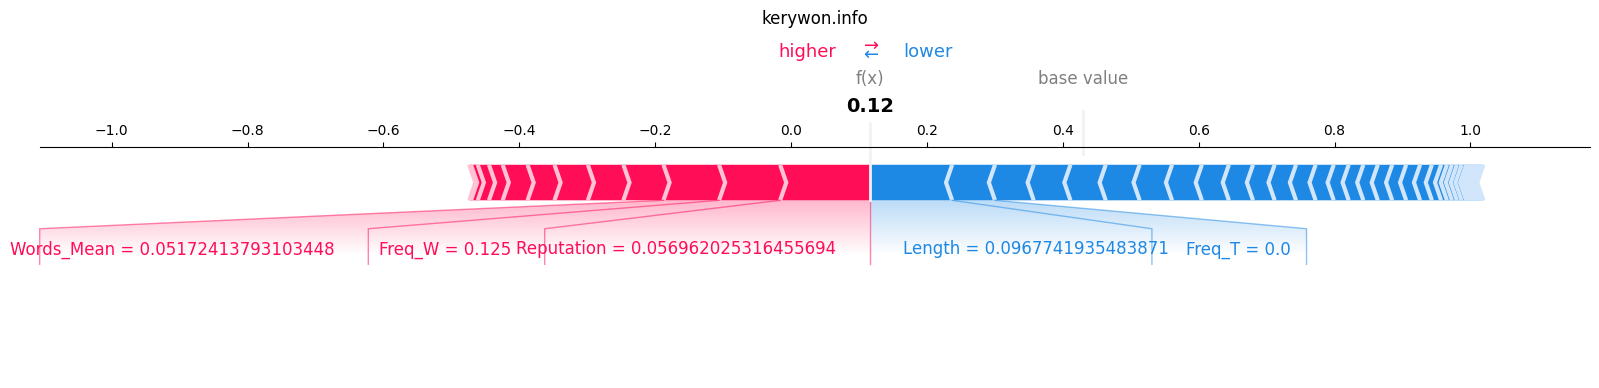 kerywon.info
higher ⇄ lower
f(x) base value
0.12
−1.0 −0.8 −0.6 −0.4 −0.2 0.0 0.2 0.4 0.6 0.8 1.0
Words_Mean = 0.05172413793103448 Freq_W = 0.125 Reputation = 0.056962025316455694 Length = 0.0967741935483871 Freq_T = 0.0